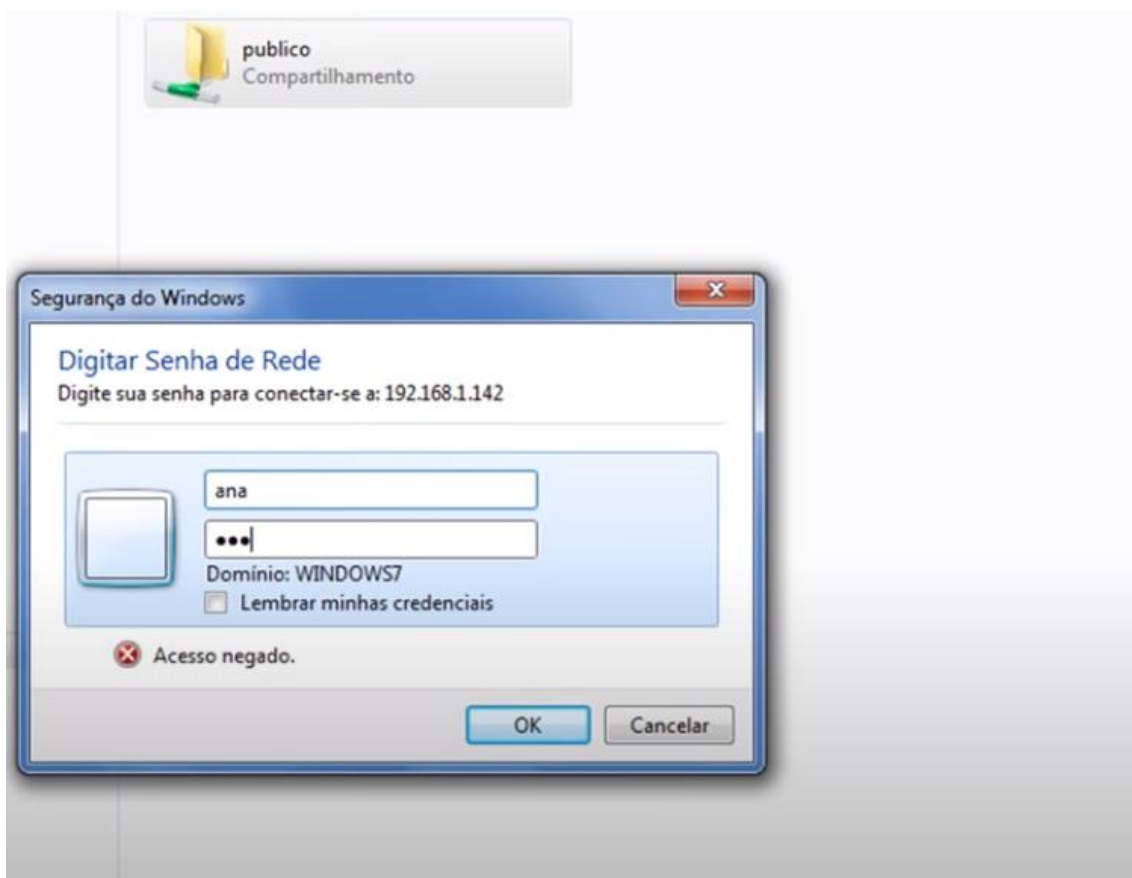 publico
Compartilhamento
Segurança do Windows
Digitar Senha de Rede
Digite sua senha para conectar-se a: 192.168.1.142
ana
•••
Domínio: WINDOWS7
Lembrar minhas credenciais
Acesso negado.
OK
Cancelar